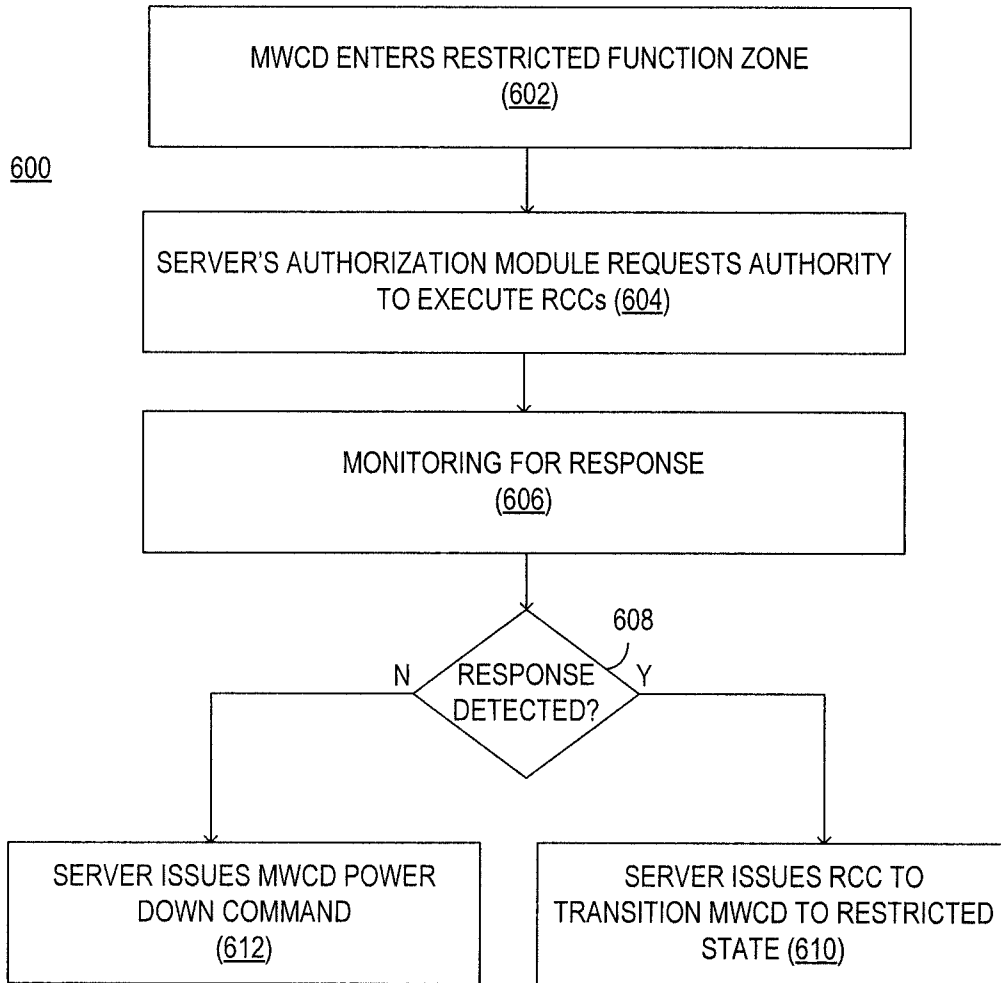 MWCD ENTERS RESTRICTED FUNCTION ZONE
(602)
600
SERVER'S AUTHORIZATION MODULE REQUESTS AUTHORITY
TO EXECUTE RCCs (604)
MONITORING FOR RESPONSE
(606)
608
N
RESPONSE
DETECTED?
Y
SERVER ISSUES MWCD POWER
DOWN COMMAND
(612)
SERVER ISSUES RCC TO
TRANSITION MWCD TO RESTRICTED
STATE (610)